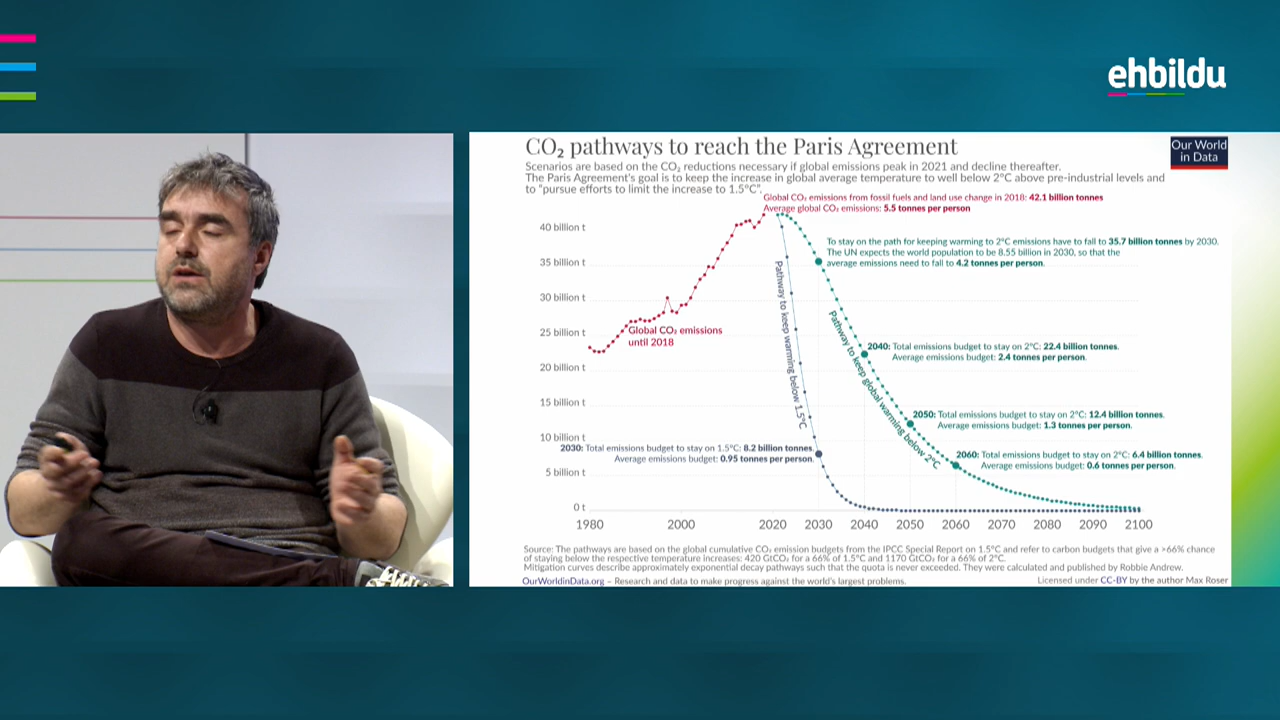 ehbildu
CO₂ pathways to reach the Paris Agreement
Our World
in Data
Scenarios are based on the CO₂ reductions necessary if global emissions peak in 2021 and decline thereafter.
The Paris Agreement's goal is to keep the increase in global average temperature to well below 2°C above pre-industrial levels and
to "pursue efforts to limit the increase to 1.5°C".
Global CO₂ emissions from fossil fuels and land use change in 2018: 42.1 billion tonnes
Average global CO₂ emissions: 5.5 tonnes per person
40 billion t
35 billion t
30 billion t
25 billion t
20 billion t
15 billion t
10 billion t
5 billion t
0 t
To stay on the path for keeping warming to 2°C emissions have to fall to 35.7 billion tonnes by 2030.
The UN expects the world population to be 8.55 billion in 2030, so that the
average emissions need to fall to 4.2 tonnes per person.
Global CO₂ emissions
until 2018
Pathway to keep warming below 1.5°C
Pathway to keep global warming below 2°C
2040: Total emissions budget to stay on 2°C: 22.4 billion tonnes.
Average emissions budget: 2.4 tonnes per person.
2050: Total emissions budget to stay on 2°C: 12.4 billion tonnes.
Average emissions budget: 1.3 tonnes per person.
2030: Total emissions budget to stay on 1.5°C: 8.2 billion tonnes.
Average emissions budget: 0.95 tonnes per person.
2060: Total emissions budget to stay on 2°C: 6.4 billion tonnes.
Average emissions budget: 0.6 tonnes per person.
1980 2000 2020 2030 2040 2050 2060 2070 2080 2090 2100
Source: The pathways are based on the global cumulative CO₂ emission budgets from the IPCC Special Report on 1.5°C and refer to carbon budgets that give a >66% chance
of staying below the respective temperature increases: 420 GtCO₂ for a 66% of 1.5°C and 1170 GtCO₂ for a 66% of 2°C.
Mitigation curves describe approximately exponential decay pathways such that the quota is never exceeded. They were calculated and published by Robbie Andrew.
OurWorldinData.org – Research and data to make progress against the world's largest problems.
Licensed under CC-BY by the author Max Roser